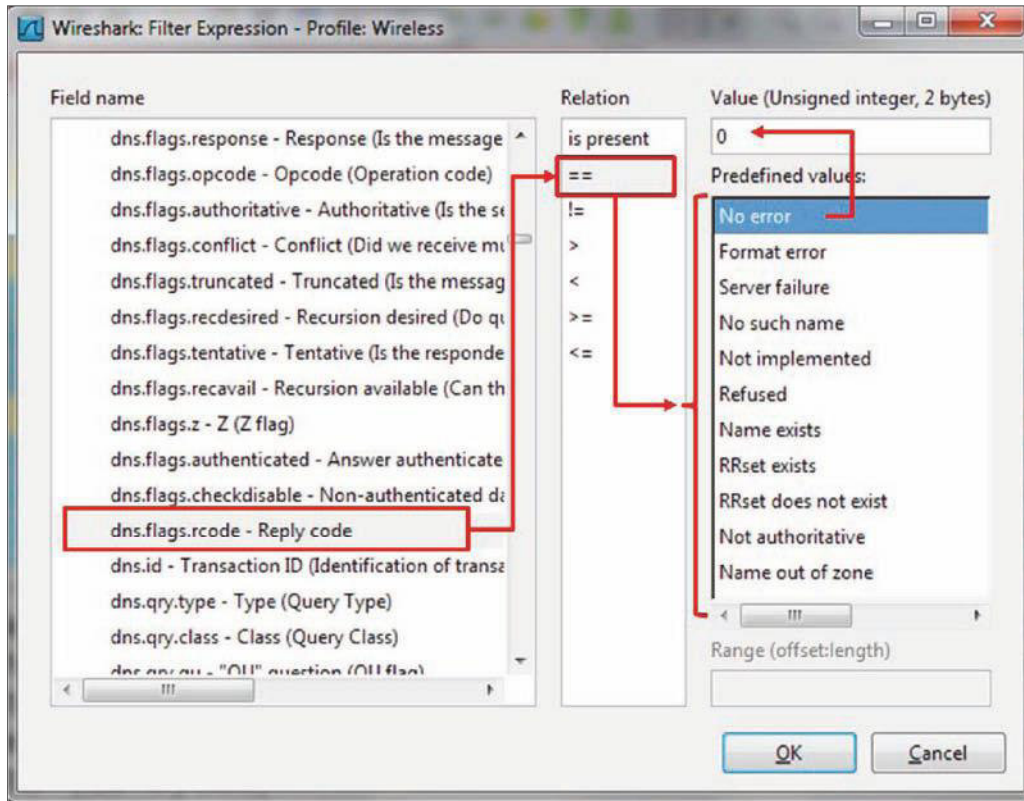 Wireshark: Filter Expression - Profile: Wireless
Field name
dns.flags.response - Response (Is the message
dns.flags.opcode - Opcode (Operation code)
dns.flags.authoritative - Authoritative (Is the se
dns.flags.conflict - Conflict (Did we receive mu
dns.flags.truncated - Truncated (Is the messag
dns.flags.recdesired - Recursion desired (Do qu
dns.flags.tentative - Tentative (Is the responde
dns.flags.recavail - Recursion available (Can th
dns.flags.z - Z (Z flag)
dns.flags.authenticated - Answer authenticate
dns.flags.checkdisable - Non-authenticated da
dns.flags.rcode - Reply code
dns.id - Transaction ID (Identification of transa
dns.qry.type - Type (Query Type)
dns.qry.class - Class (Query Class)
dns.qry.qu - "QU" question (QU flag)
Relation
is present
==
!=
>
<
>=
<=
Value (Unsigned integer, 2 bytes)
0
Predefined values:
No error
Format error
Server failure
No such name
Not implemented
Refused
Name exists
RRset exists
RRset does not exist
Not authoritative
Name out of zone
Range (offset:length)
OK
Cancel